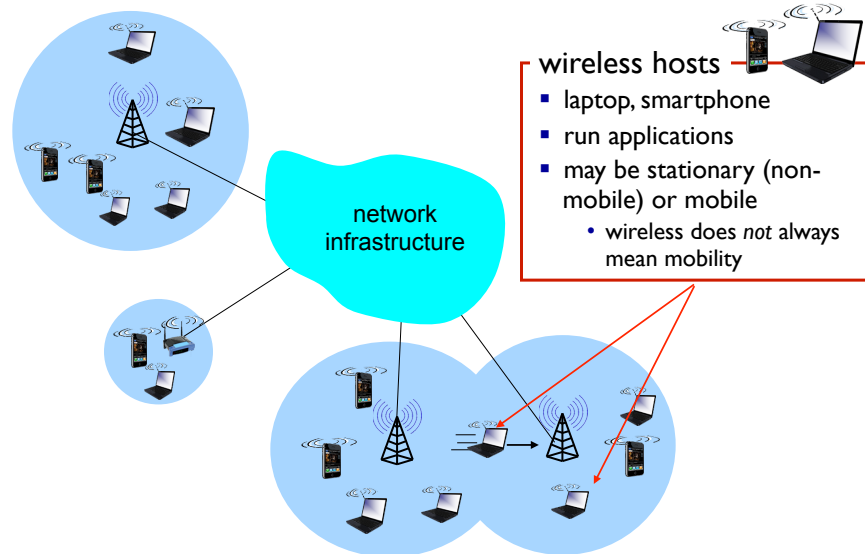 wireless hosts
▪ laptop, smartphone
▪ run applications
▪ may be stationary (non-
mobile) or mobile
• wireless does not always
mean mobility
network
infrastructure